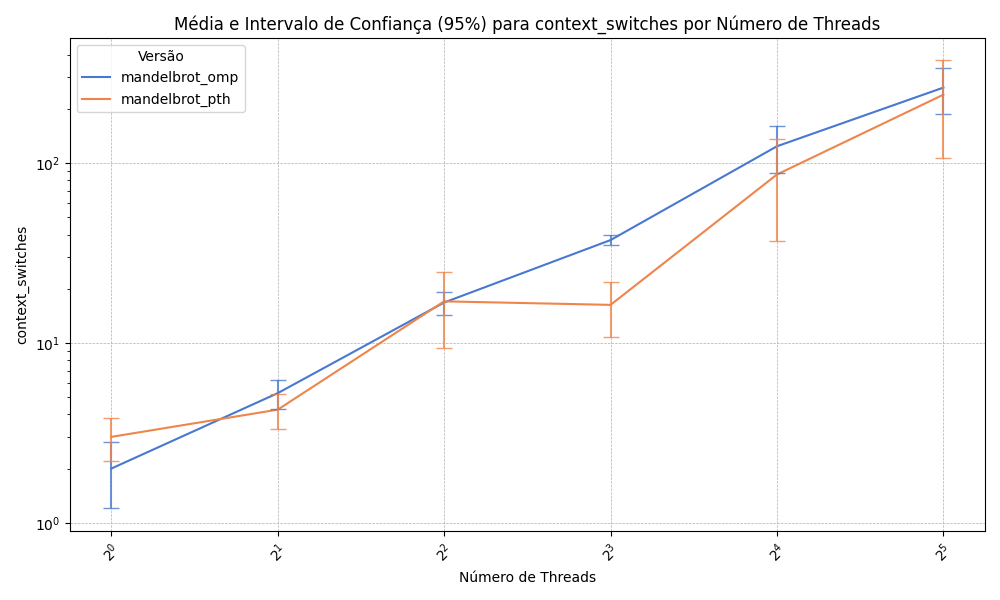 Média e Intervalo de Confiança (95%) para context_switches por Número de Threads
Versão
mandelbrot_omp
mandelbrot_pth
context_switches
10²
10¹
10⁰
2⁰
2¹
2²
2³
2⁴
2⁵
Número de Threads